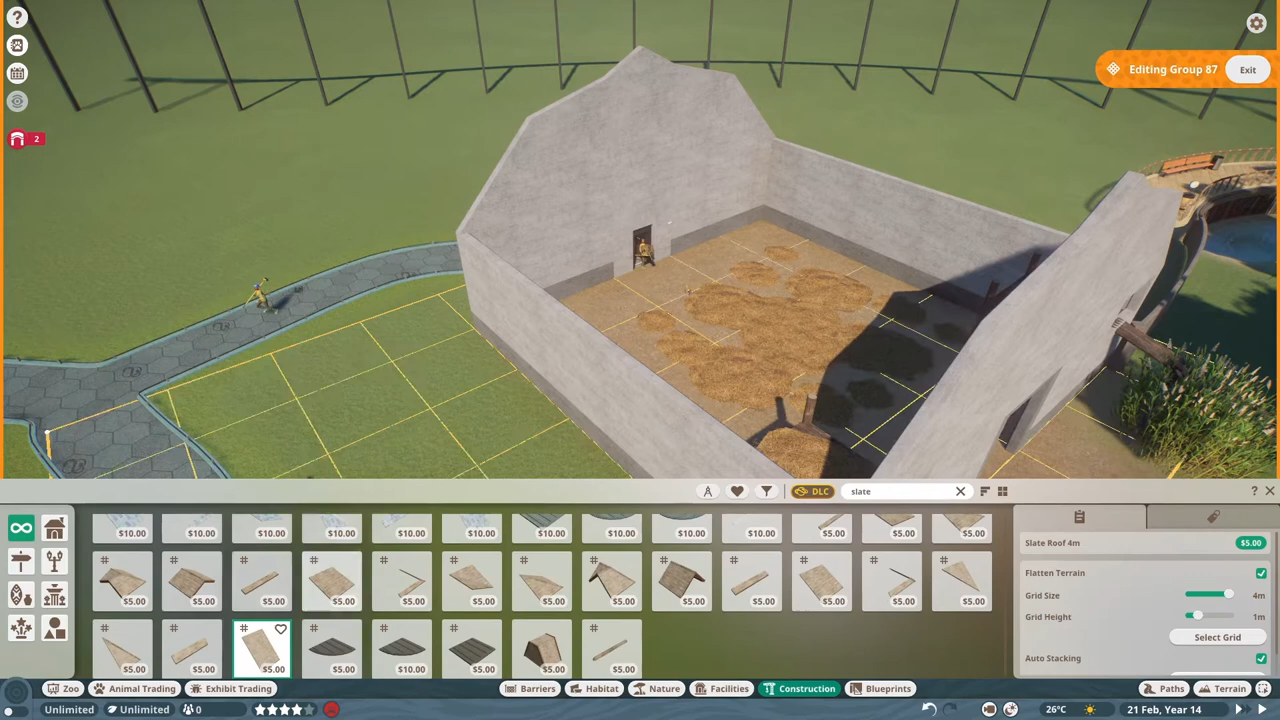 Editing Group 87
Exit
2
DLC
slate
$10.00 $10.00 $10.00 $10.00 $10.00 $10.00 $10.00 $10.00 $10.00 $10.00 $5.00 $5.00 $5.00
$5.00 $5.00 $5.00 $5.00 $5.00 $5.00 $5.00 $5.00 $5.00 $5.00 $5.00 $5.00 $5.00
$5.00 $5.00 $5.00 $5.00 $10.00 $5.00 $5.00 $5.00
Slate Roof 4m $5.00
Flatten Terrain
Grid Size 4m
Grid Height 1m
Select Grid
Auto Stacking
Zoo Animal Trading Exhibit Trading Barriers Habitat Nature Facilities Construction Blueprints Paths Terrain
Unlimited Unlimited 0 26°C 21 Feb, Year 14